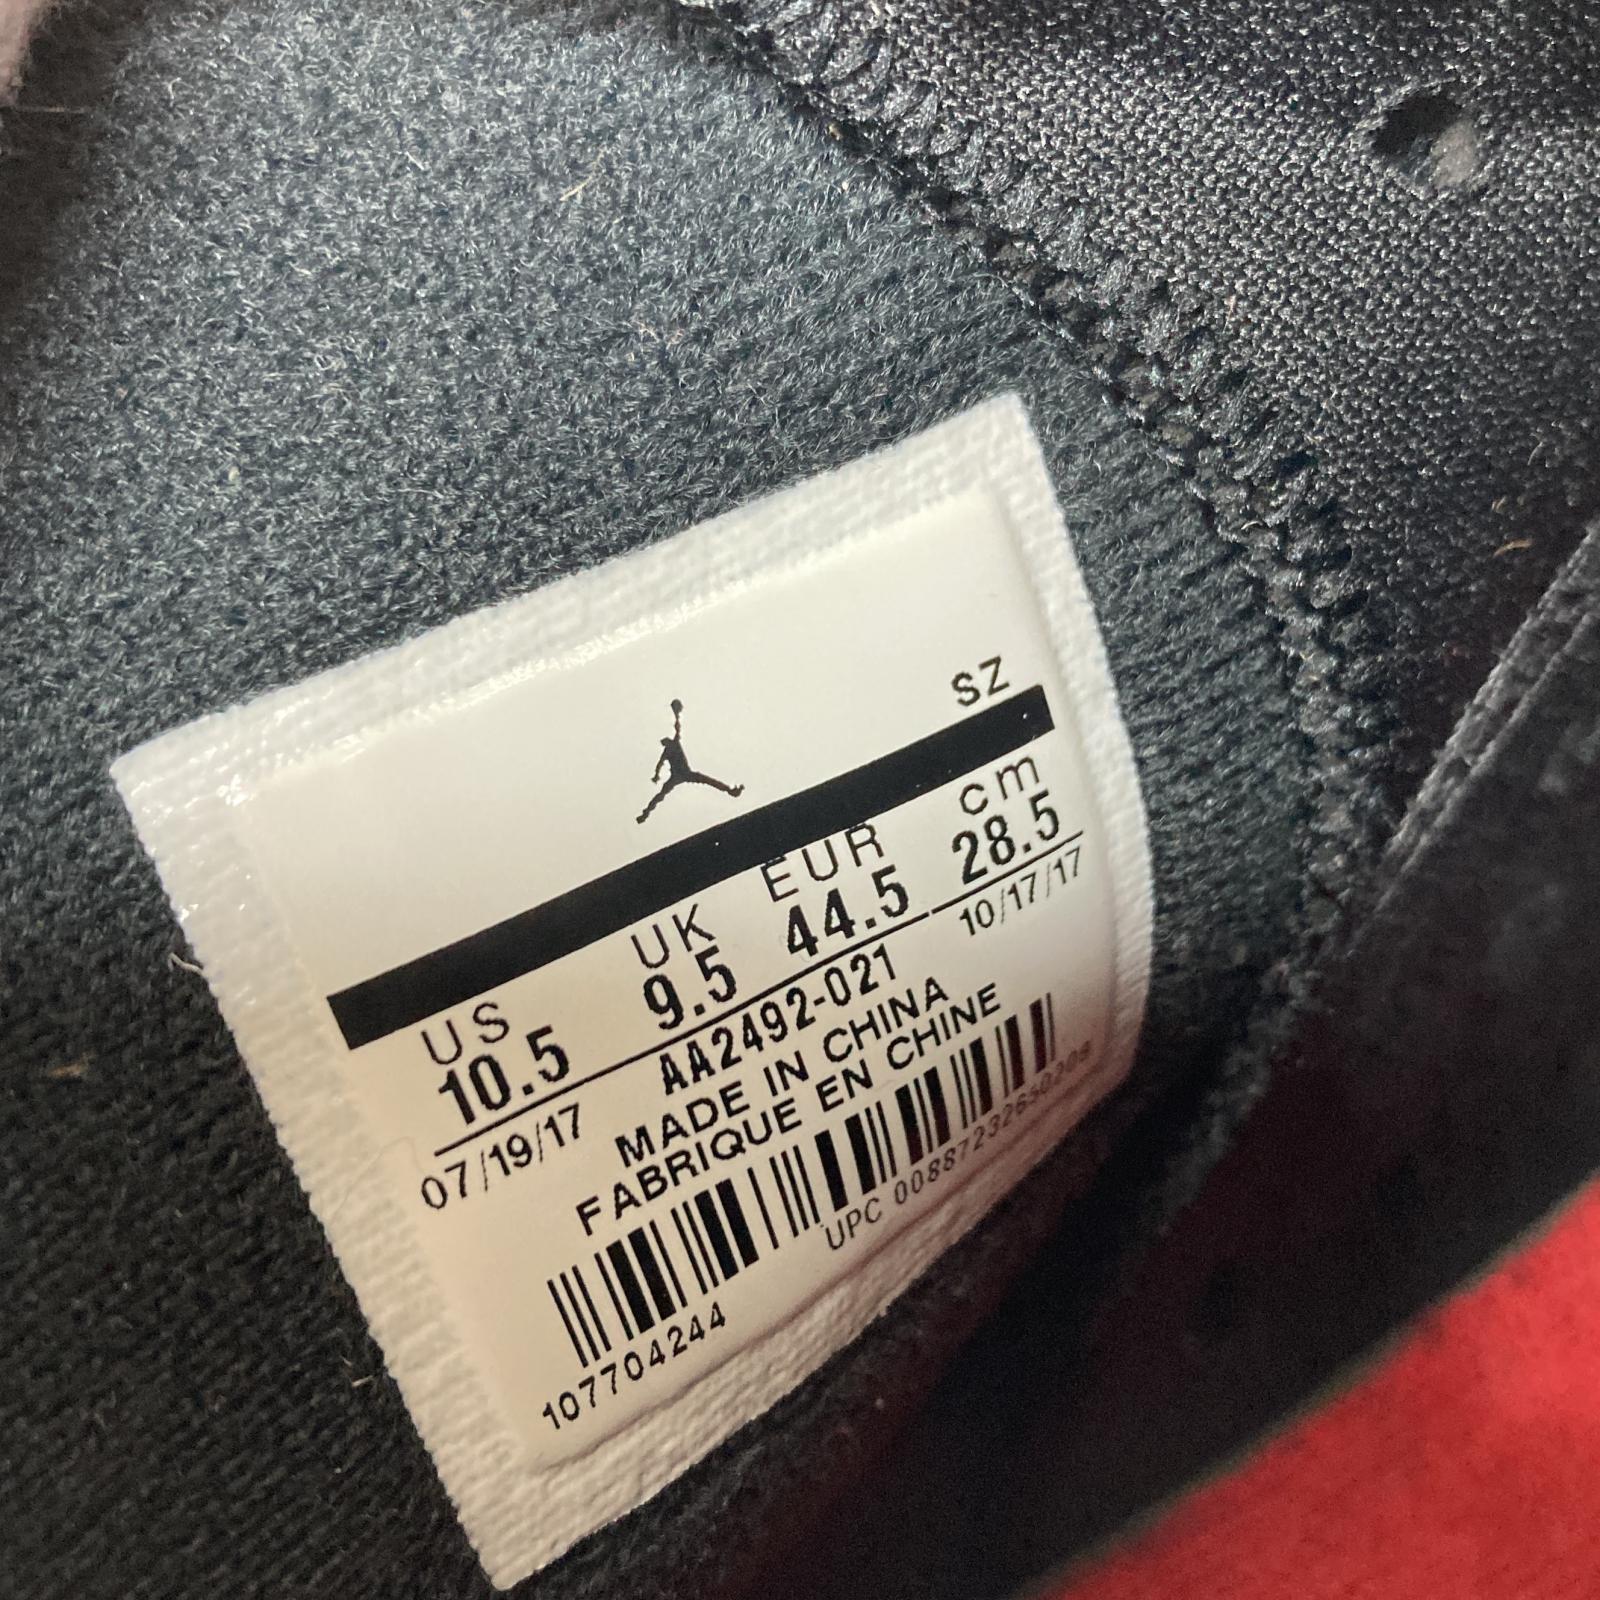 SZ
US UK EUR cm
10.5 9.5 44.5 28.5
07/19/17 AA2492-021 10/17/17
MADE IN CHINA
FABRIQUE EN CHINE
107704244 UPC